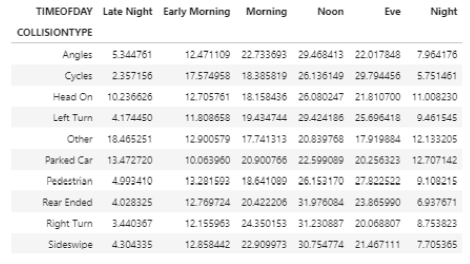 TIMEOFDAY Late Night Early Morning Morning Noon Eve Night
COLLISIONTYPE
Angles 5.344761 12.471109 22.733693 29.468413 22.017848 7.964176
Cycles 2.357156 17.574958 18.385819 26.136149 29.794456 5.751461
Head On 10.236626 12.705761 18.158436 26.080247 21.810700 11.008230
Left Turn 4.174450 11.808658 19.434744 29.424186 25.696418 9.461545
Other 18.465251 12.900579 17.741313 20.839768 17.919884 12.133205
Parked Car 13.472720 10.063960 20.900766 22.599089 20.256323 12.707142
Pedestrian 4.993410 13.281593 18.641089 26.153170 27.822522 9.108215
Rear Ended 4.028325 12.769724 20.422206 31.976084 23.865990 6.937671
Right Turn 3.440367 12.155963 24.350153 31.230887 20.068807 8.753823
Sideswipe 4.304335 12.858442 22.909973 30.754774 21.467111 7.705365